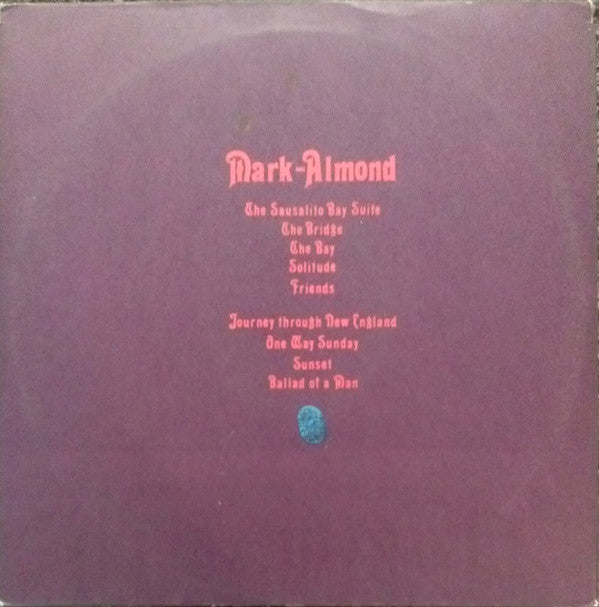 Mark-Almond
The Sausalito Bay Suite
The Bridge
The Bay
Solitude
Friends
Journey through New England
One Way Sunday
Sunset
Ballad of a Man